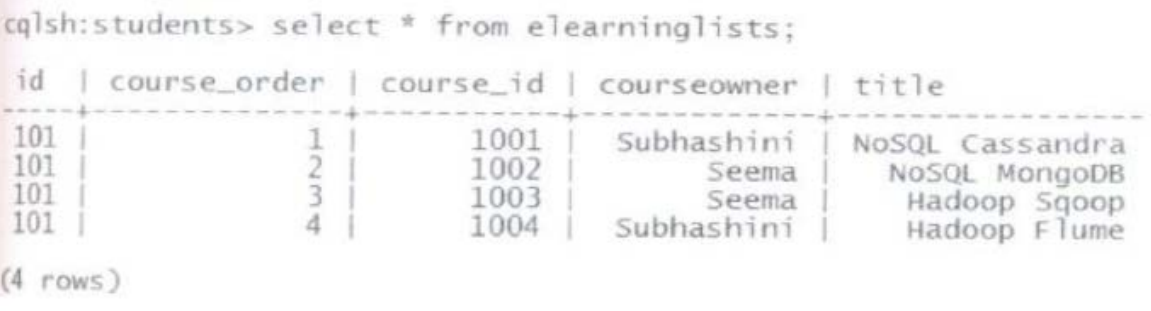 cqlsh:students> select * from elearninglists;
id | course_order | course_id | courseowner | title
-----+--------------+-----------+-------------+------------------
101 | 1 | 1001 | Subhashini | NoSQL Cassandra
101 | 2 | 1002 | Seema | NoSQL MongoDB
101 | 3 | 1003 | Seema | Hadoop Sqoop
101 | 4 | 1004 | Subhashini | Hadoop Flume
(4 rows)